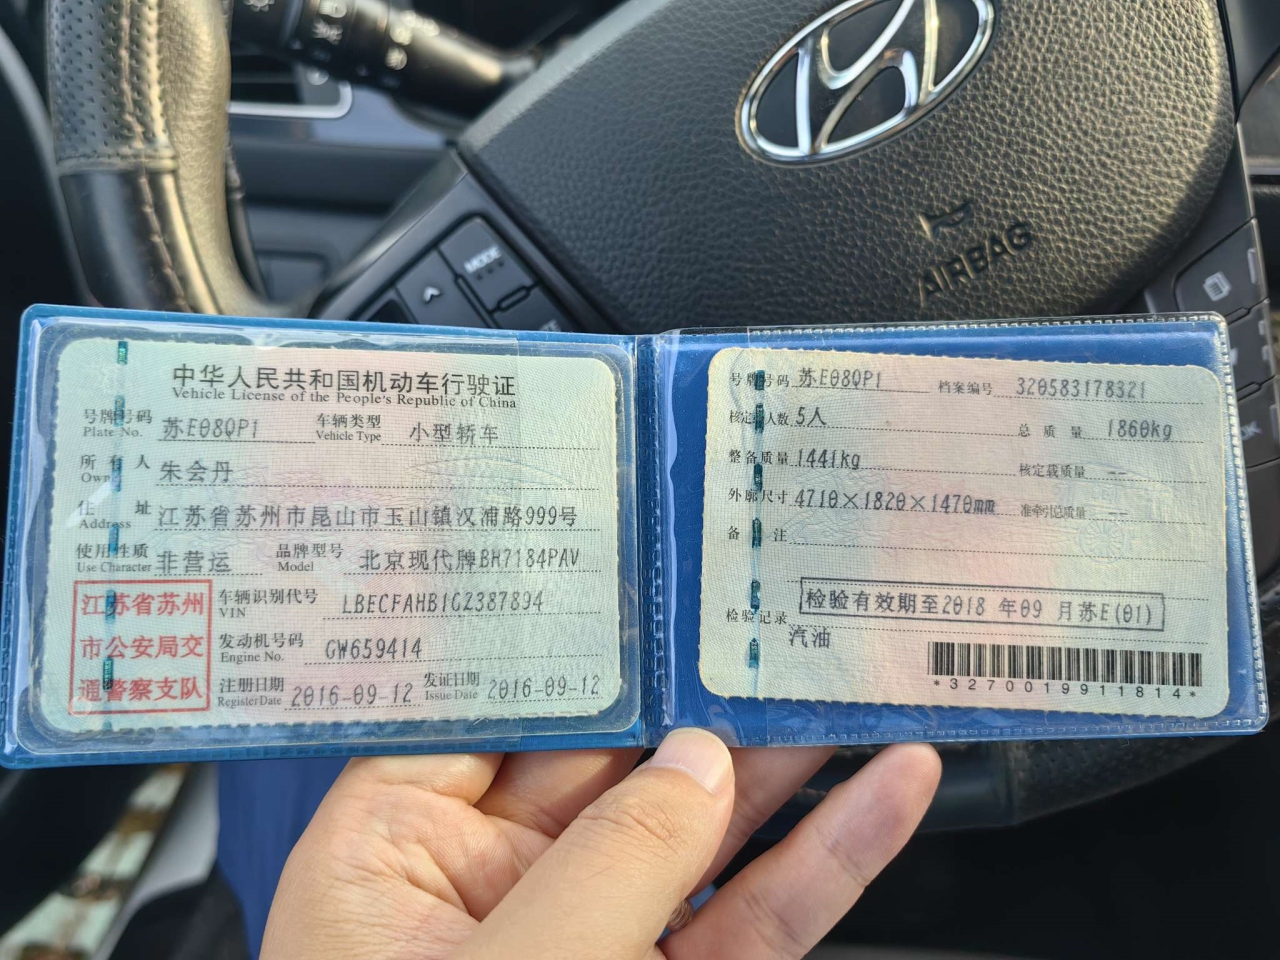 MODE
AIRBAG
中华人民共和国机动车行驶证
Vehicle License of the People's Republic of China
号牌号码 苏E08QP1 车辆类型 小型轿车
Plate No. Vehicle Type
所有人 朱会丹
Owner
住址 江苏省苏州市昆山市玉山镇汉浦路999号
Address
使用性质 非营运 品牌型号 北京现代牌BH7184PAV
Use Character Model
江苏省苏州
市公安局交
通警察支队
车辆识别代号 LBECFAHB1GZ387894
VIN
发动机号码 GW659414
Engine No.
注册日期 2016-09-12 发证日期 2016-09-12
Register Date Issue Date
号牌号码 苏E08QP1 档案编号 320583178321
核定人数 5人 总质量 1860kg
整备质量 1441kg 核定载质量 --
外廓尺寸 4710×1820×1470mm 准牵引总质量 --
备注
检验记录 检验有效期至2018年09月苏E(01)
汽油
*3270019911814*